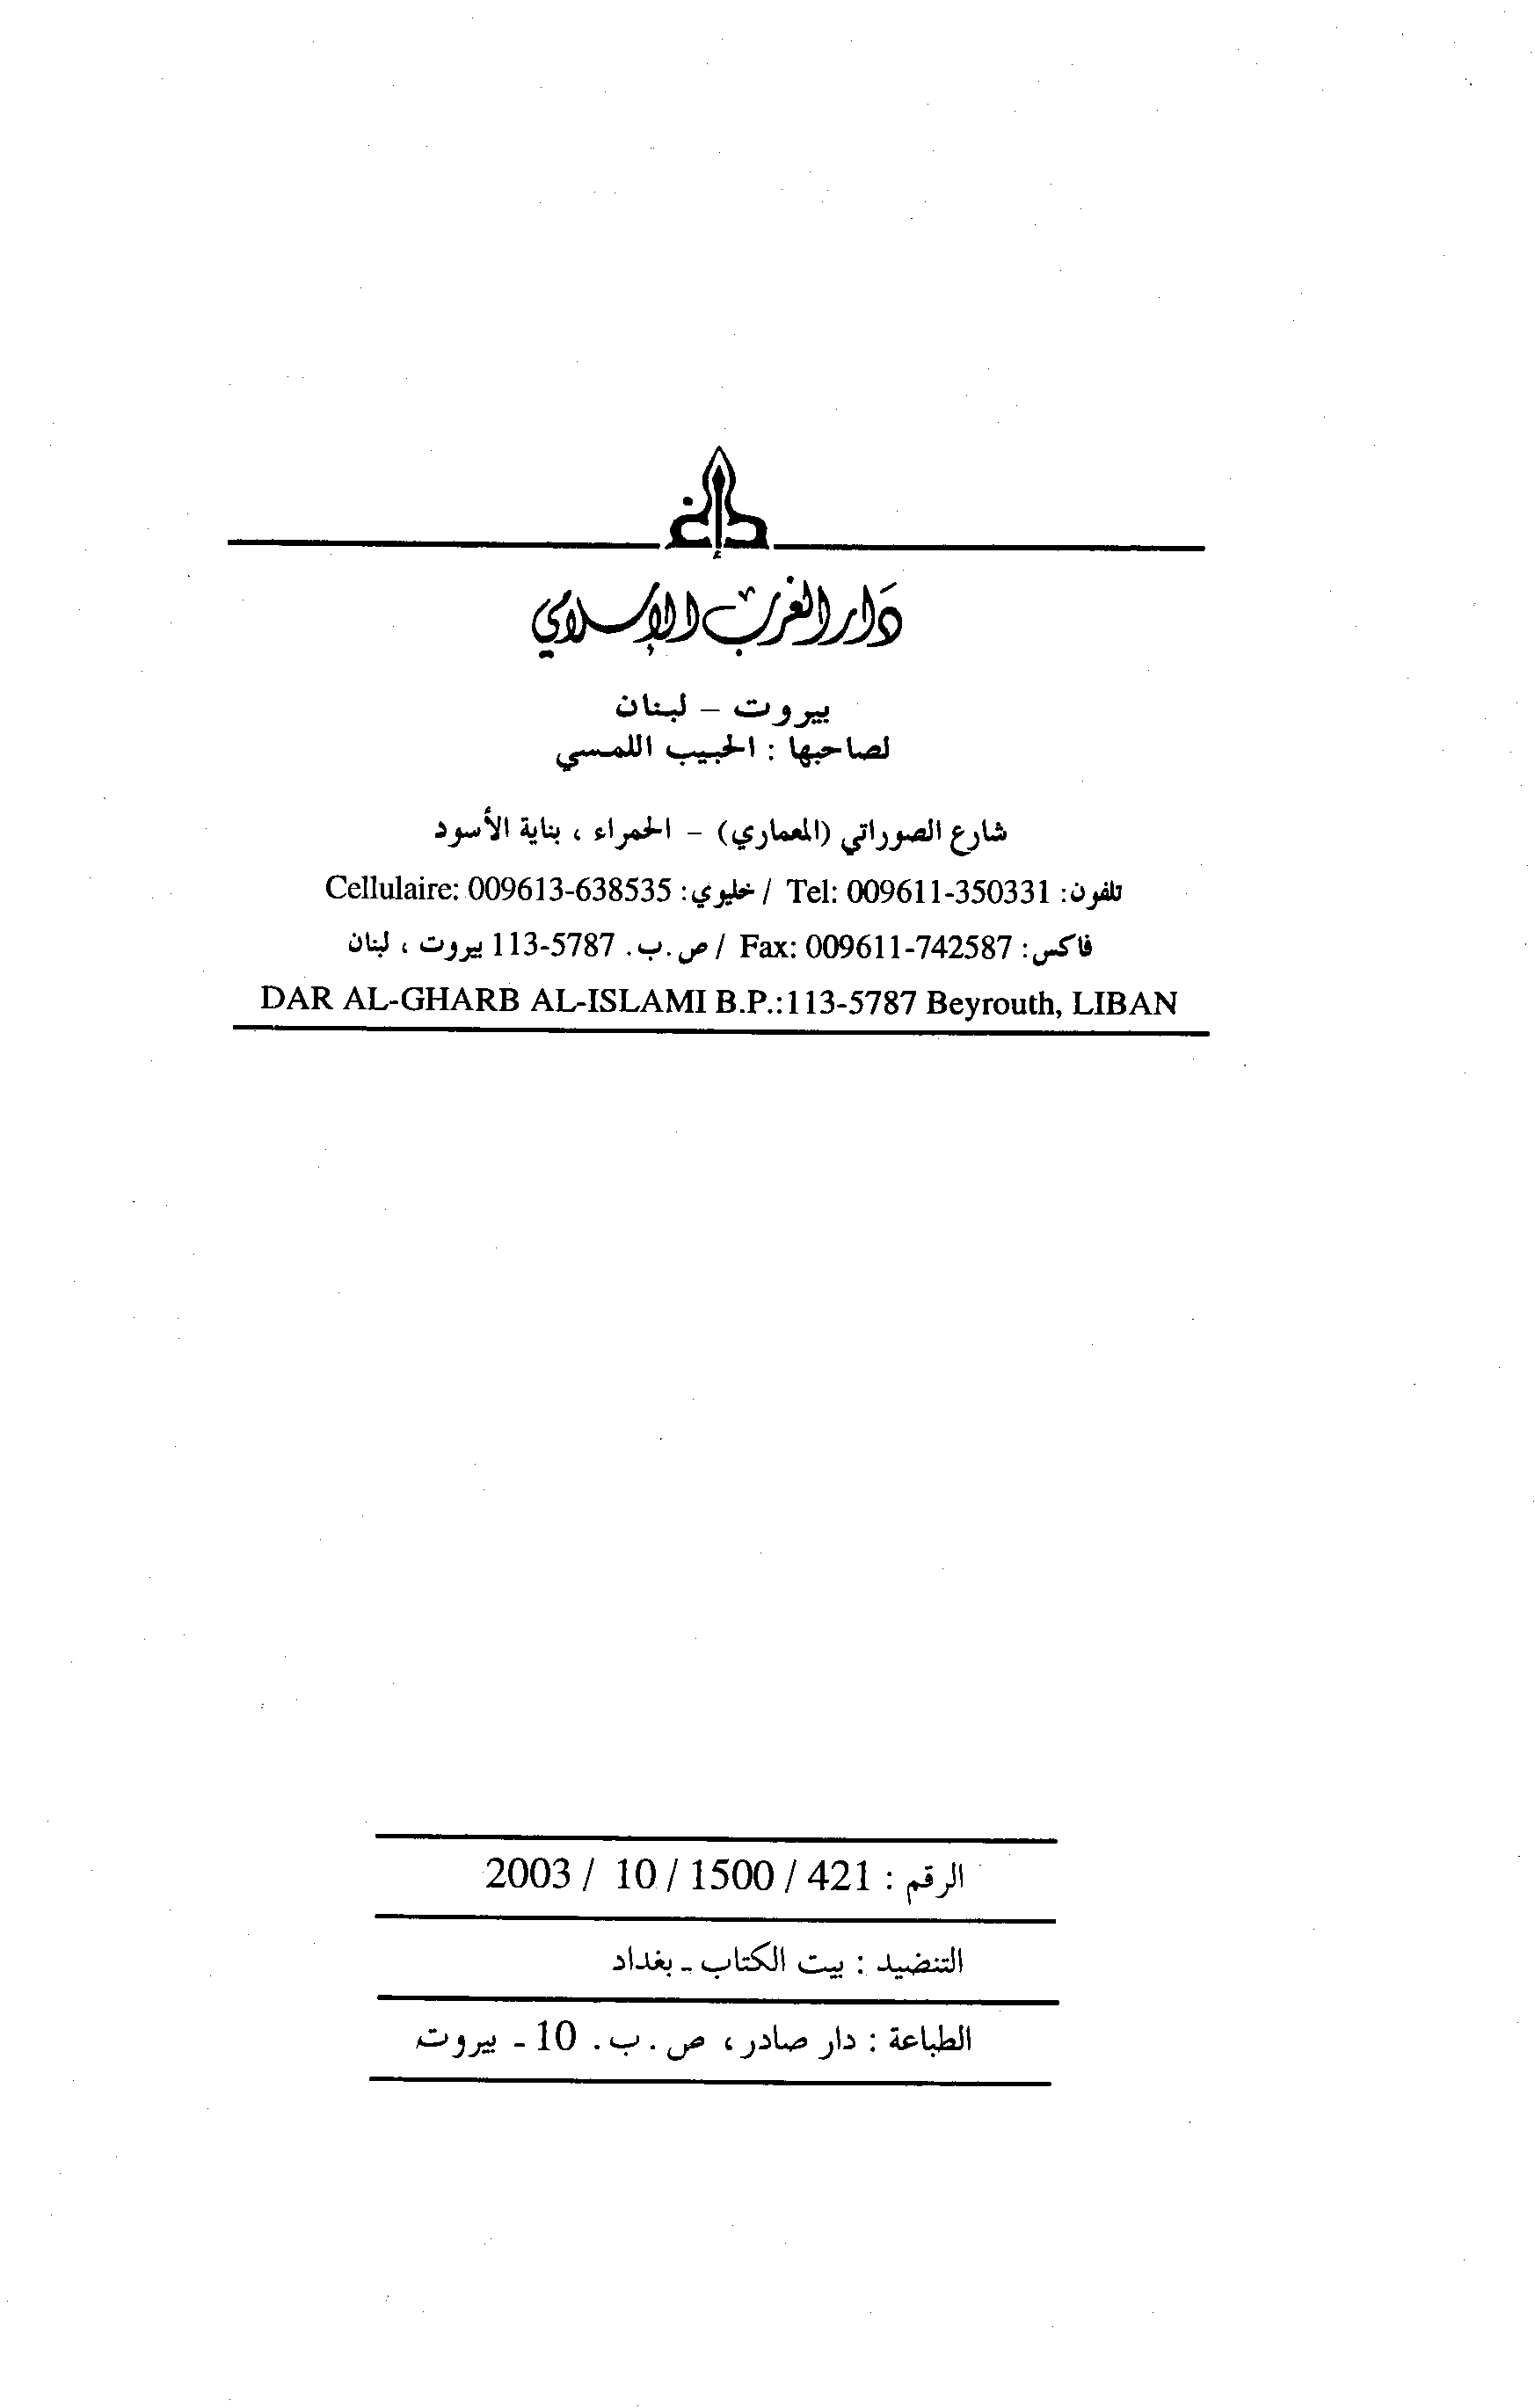 دار الغرب الإسلامي
بيروت – لبنان
لصاحبها : الحبيب اللمسي
شارع الصوراتي (المعماري) – الحمراء ، بناية الأسود
تلفون: Tel: 009611-350331 / خليوي: Cellulaire: 009613-638535
فاكس: Fax: 009611-742587 / ص.ب. 113-5787 بيروت ، لبنان
DAR AL-GHARB AL-ISLAMI B.P.:113-5787 Beyrouth, LIBAN
الرقم : 421 / 1500 / 10 / 2003
التنضيد : بيت الكتاب - بغداد
الطباعة : دار صادر، ص . ب . 10 - بيروت